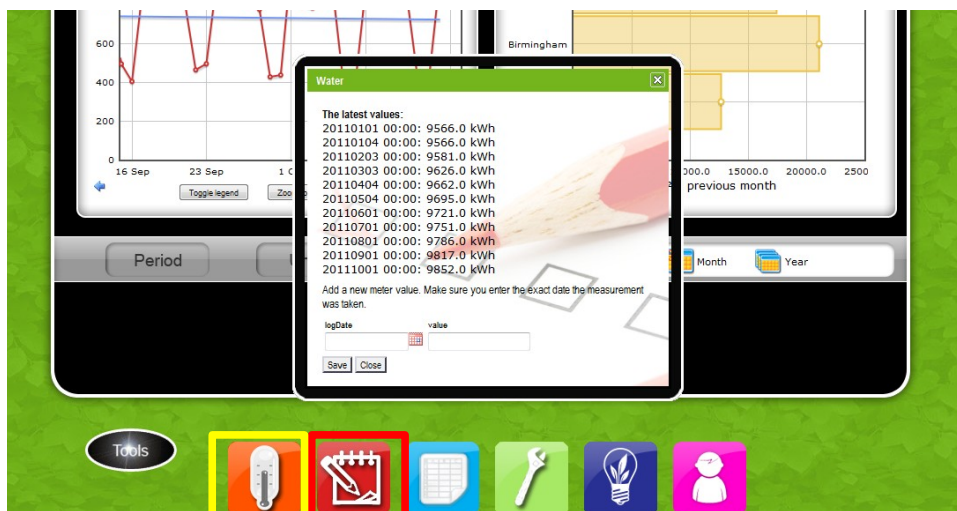 600
400
200
0
16 Sep
23 Sep
Toggle legend
Birmingham
15000.0
20000.0
2500
previous month
Water
The latest values:
20110101 00:00: 9566.0 kWh
20110104 00:00: 9566.0 kWh
20110203 00:00: 9581.0 kWh
20110303 00:00: 9626.0 kWh
20110404 00:00: 9662.0 kWh
20110504 00:00: 9695.0 kWh
20110601 00:00: 9721.0 kWh
20110701 00:00: 9751.0 kWh
20110801 00:00: 9786.0 kWh
20110901 00:00: 9817.0 kWh
20111001 00:00: 9852.0 kWh
Add a new meter value. Make sure you enter the exact date the measurement
was taken.
logDate value
Save Close
Period
Month
Year
Tools